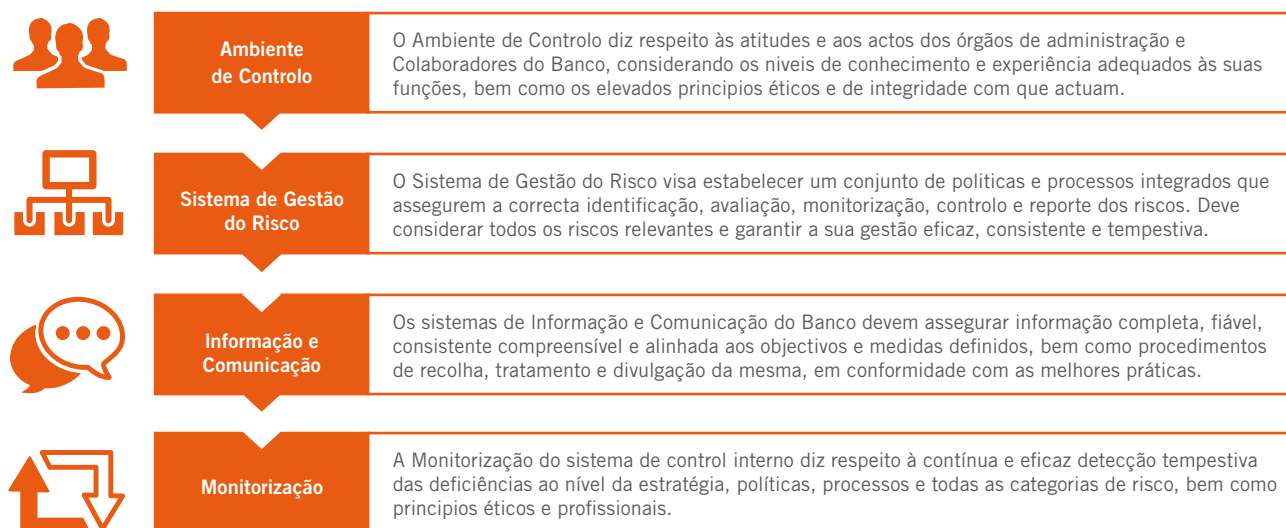 Ambiente
de Controlo
O Ambiente de Controlo diz respeito às atitudes e aos actos dos órgãos de administração e
Colaboradores do Banco, considerando os niveis de conhecimento e experiência adequados às suas
funções, bem como os elevados principios éticos e de integridade com que actuam.
Sistema de Gestão
do Risco
O Sistema de Gestão do Risco visa estabelecer um conjunto de politicas e processos integrados que
assegurem a correcta identificação, avaliação, monitorização, controlo e reporte dos riscos. Deve
considerar todos os riscos relevantes e garantir a sua gestão eficaz, consistente e tempestiva.
Informação e
Comunicação
Os sistemas de Informação e Comunicação do Banco devem assegurar informação completa, fiável,
consistente compreensível e alinhada aos objectivos e medidas definidos, bem como procedimentos
de recolha, tratamento e divulgação da mesma, em conformidade com as melhores práticas.
Monitorização
A Monitorização do sistema de control interno diz respeito à contínua e eficaz detecção tempestiva
das deficiências ao nível da estratégia, políticas, processos e todas as categorias de risco, bem como
principios éticos e profissionais.